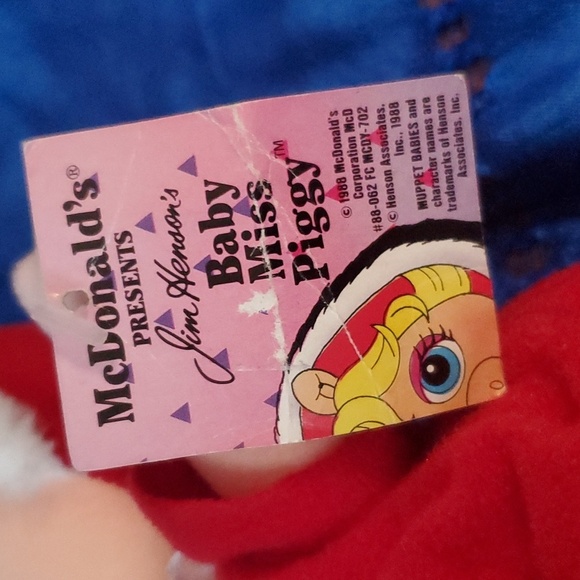 McDonald's®
PRESENTS
Jim Henson's
Baby
Miss
Piggy™
© 1988 McDonald's
Corporation McD
#88-062 FC MCDY-702
© Henson Associates,
Inc., 1988
MUPPET BABIES and
character names are
trademarks of Henson
Associates, Inc.